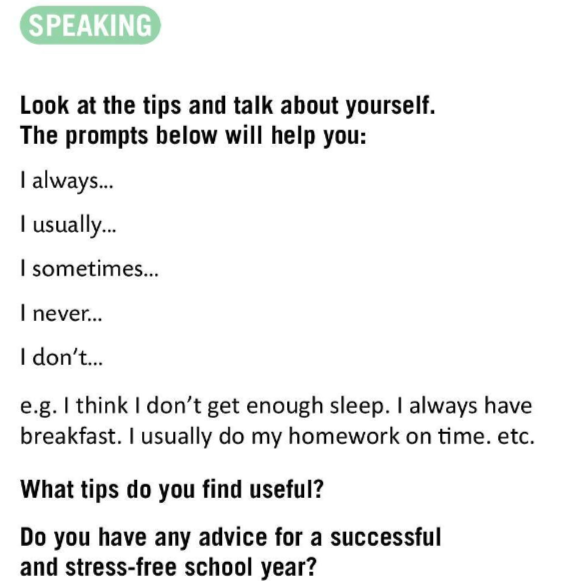 SPEAKING
Look at the tips and talk about yourself.
The prompts below will help you:
I always...
I usually...
I sometimes...
I never...
I don't...
e.g. I think I don't get enough sleep. I always have
breakfast. I usually do my homework on time. etc.
What tips do you find useful?
Do you have any advice for a successful
and stress-free school year?